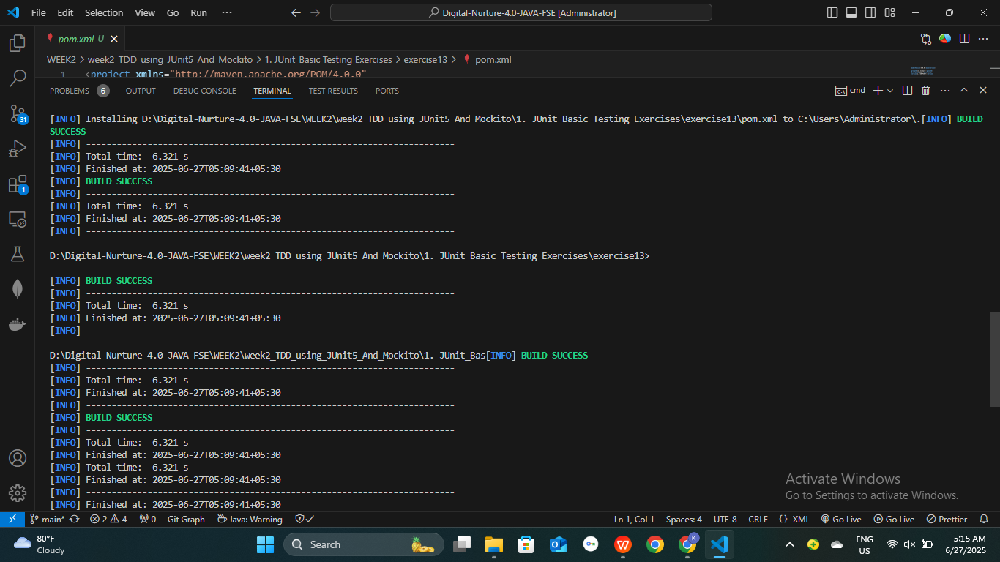 File Edit Selection View Go Run ···
Digital-Nurture-4.0-JAVA-FSE [Administrator]
pom.xml U
WEEK2 > week2_TDD_using_JUnit5_And_Mockito > 1. JUnit_Basic Testing Exercises > exercise13 > pom.xml
1 <project xmlns="http://maven.apache.org/POM/4.0.0"
PROBLEMS 6 OUTPUT DEBUG CONSOLE TERMINAL TEST RESULTS PORTS
cmd
[INFO] Installing D:\Digital-Nurture-4.0-JAVA-FSE\WEEK2\week2_TDD_using_JUnit5_And_Mockito\1. JUnit_Basic Testing Exercises\exercise13\pom.xml to C:\Users\Administrator\.[INFO] BUILD
SUCCESS
[INFO] ------------------------------------------------------------------------
[INFO] Total time:  6.321 s
[INFO] Finished at: 2025-06-27T05:09:41+05:30
[INFO] BUILD SUCCESS
[INFO] ------------------------------------------------------------------------
[INFO] Total time:  6.321 s
[INFO] Finished at: 2025-06-27T05:09:41+05:30
[INFO] ------------------------------------------------------------------------
D:\Digital-Nurture-4.0-JAVA-FSE\WEEK2\week2_TDD_using_JUnit5_And_Mockito\1. JUnit_Basic Testing Exercises\exercise13>
[INFO] BUILD SUCCESS
[INFO] ------------------------------------------------------------------------
[INFO] Total time:  6.321 s
[INFO] Finished at: 2025-06-27T05:09:41+05:30
[INFO] ------------------------------------------------------------------------
D:\Digital-Nurture-4.0-JAVA-FSE\WEEK2\week2_TDD_using_JUnit5_And_Mockito\1. JUnit_Bas[INFO] BUILD SUCCESS
[INFO] ------------------------------------------------------------------------
[INFO] Total time:  6.321 s
[INFO] Finished at: 2025-06-27T05:09:41+05:30
[INFO] ------------------------------------------------------------------------
[INFO] BUILD SUCCESS
[INFO] ------------------------------------------------------------------------
[INFO] Total time:  6.321 s
[INFO] Finished at: 2025-06-27T05:09:41+05:30
[INFO] Total time:  6.321 s
[INFO] Finished at: 2025-06-27T05:09:41+05:30
[INFO] ------------------------------------------------------------------------
[INFO] Finished at: 2025-06-27T05:09:41+05:30
31
1
Activate Windows
Go to Settings to activate Windows.
main* 2 4 0 Git Graph Java: Warning Ln 1, Col 1 Spaces: 4 UTF-8 CRLF {} XML Go Live Go Live Prettier
80°F
Cloudy
Search
K
ENG
US
5:15 AM
6/27/2025